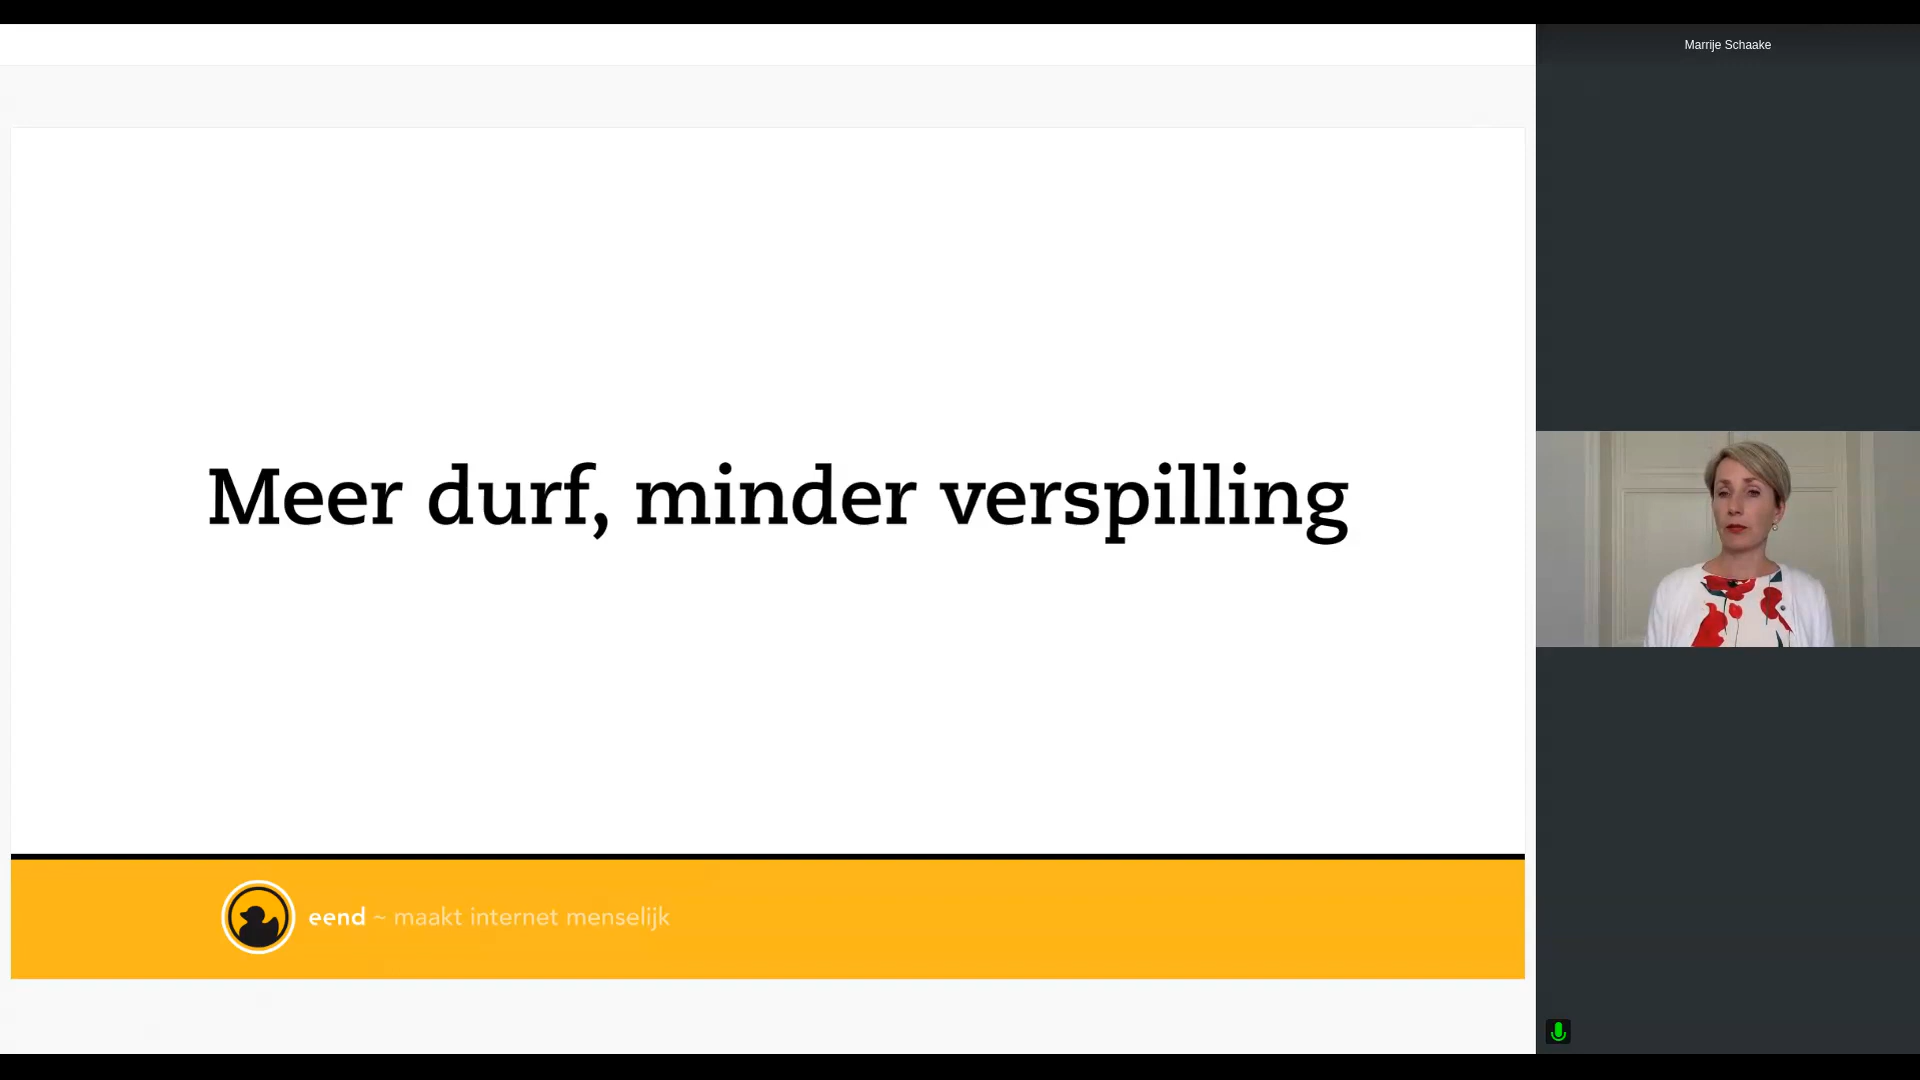 Marrije Schaake
Meer durf, minder verspilling
eend ~ maakt internet menselijk